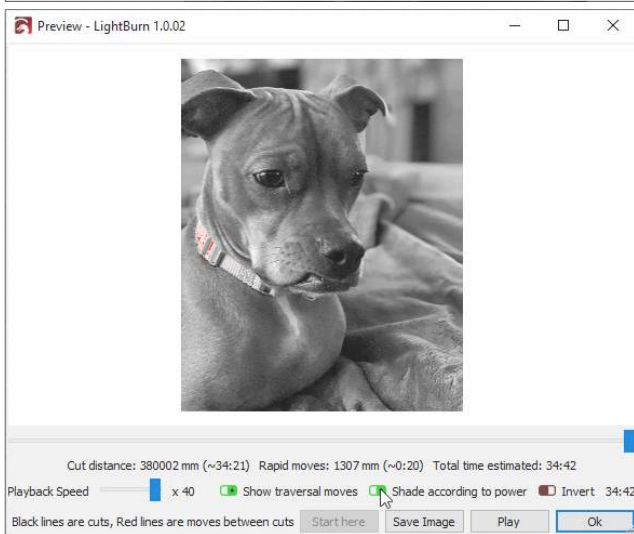 Preview - LightBurn 1.0.02
Cut distance: 380002 mm (~34:21) Rapid moves: 1307 mm (~0:20) Total time estimated: 34:42
Playback Speed x 40 Show traversal moves Shade according to power Invert 34:42
Black lines are cuts, Red lines are moves between cuts Start here Save Image Play Ok